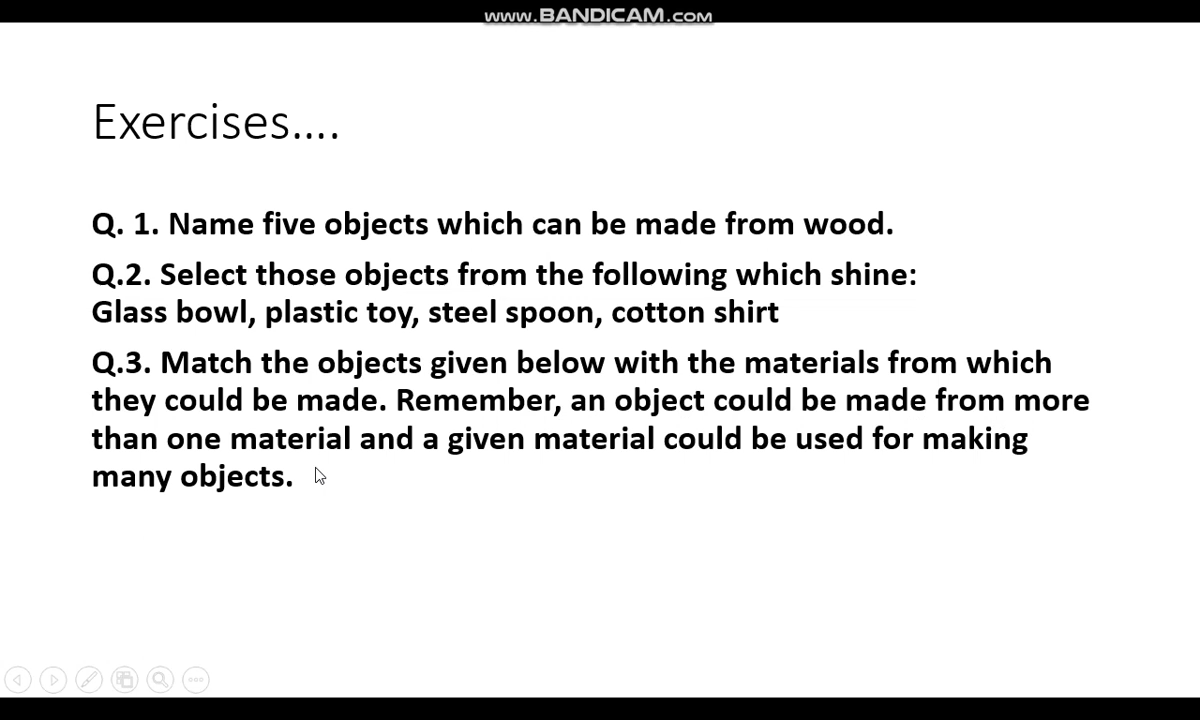 www.BANDICAM.com
Exercises....
Q. 1. Name five objects which can be made from wood.
Q.2. Select those objects from the following which shine:
Glass bowl, plastic toy, steel spoon, cotton shirt
Q.3. Match the objects given below with the materials from which
they could be made. Remember, an object could be made from more
than one material and a given material could be used for making
many objects.